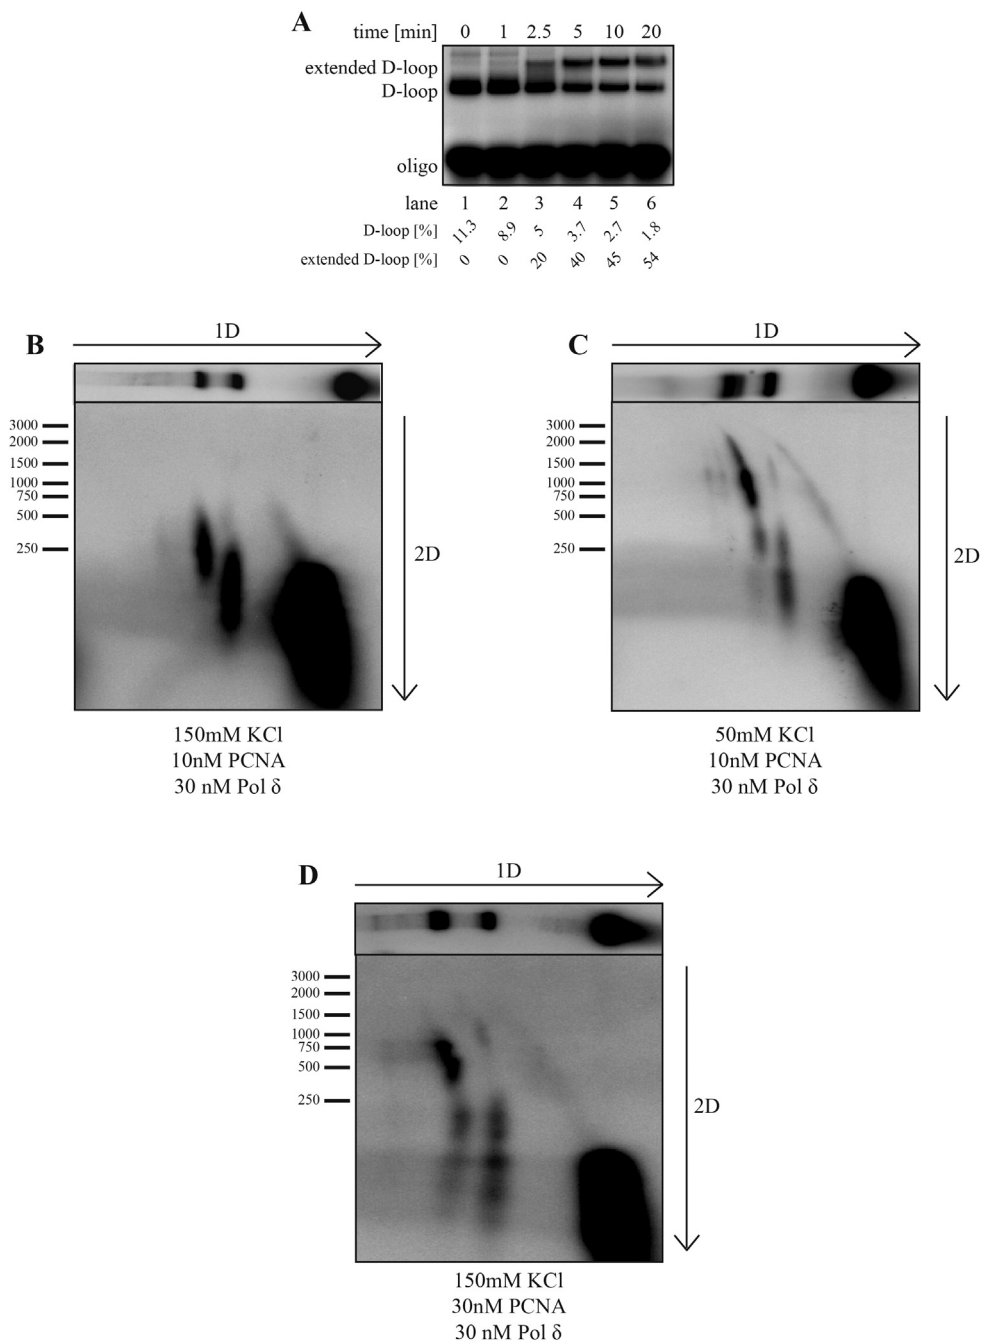 A
time [min] 0 1 2.5 5 10 20
extended D-loop
D-loop
oligo
lane 1 2 3 4 5 6
D-loop [%] 11.3 8.9 5 3.7 2.7 1.8
extended D-loop [%] 0 0 20 40 45 54
B
1D
3000
2000
1500
1000
750
500
250
2D
150mM KCl
10nM PCNA
30 nM Pol δ
C
1D
3000
2000
1500
1000
750
500
250
2D
50mM KCl
10nM PCNA
30 nM Pol δ
D
1D
3000
2000
1500
1000
750
500
250
2D
150mM KCl
30nM PCNA
30 nM Pol δ